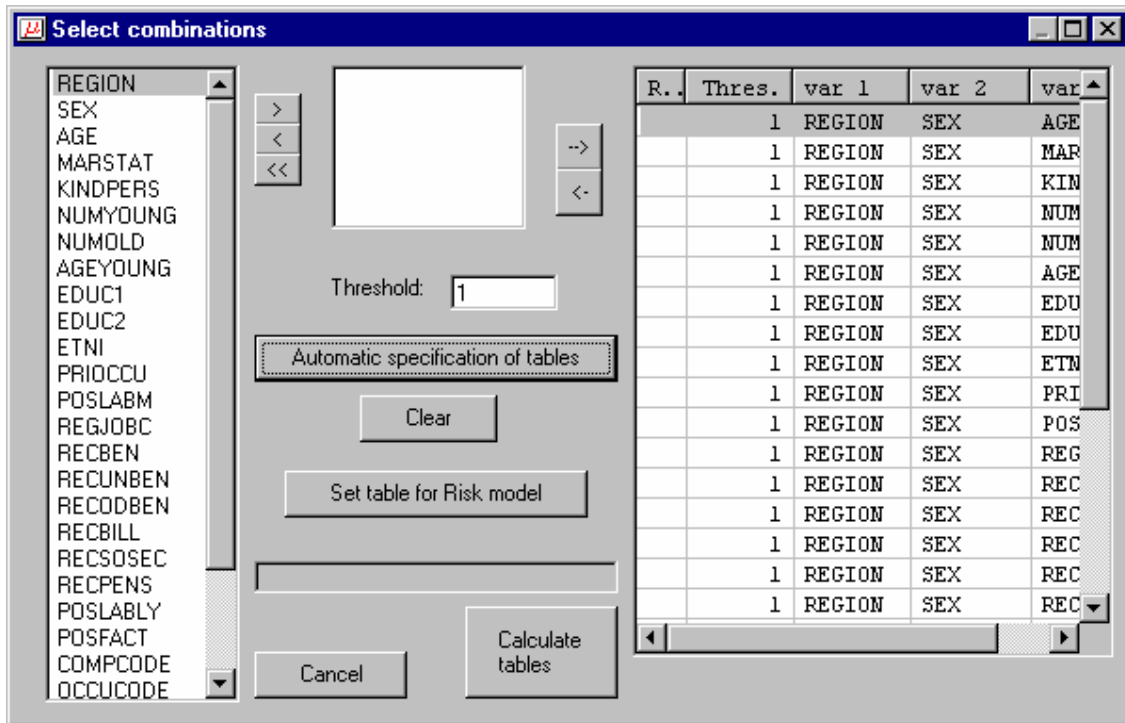 μ Select combinations
REGION
SEX
AGE
MARSTAT
KINDPERS
NUMYOUNG
NUMOLD
AGEYOUNG
EDUC1
EDUC2
ETNI
PRIOCCU
POSLABM
REGJOBC
RECBEN
RECUNBEN
RECODBEN
RECBILL
RECSOSEC
RECPENS
POSLABLY
POSFACT
COMPCODE
OCCUCODE
>
<
<<
-->
<-
Threshold: 1
Automatic specification of tables
Clear
Set table for Risk model
Cancel
Calculate
tables
R.. Thres. var 1 var 2 var
1 REGION SEX AGE
1 REGION SEX MAR
1 REGION SEX KIN
1 REGION SEX NUM
1 REGION SEX NUM
1 REGION SEX AGE
1 REGION SEX EDU
1 REGION SEX EDU
1 REGION SEX ETN
1 REGION SEX PRI
1 REGION SEX POS
1 REGION SEX REG
1 REGION SEX REC
1 REGION SEX REC
1 REGION SEX REC
1 REGION SEX REC
1 REGION SEX REC